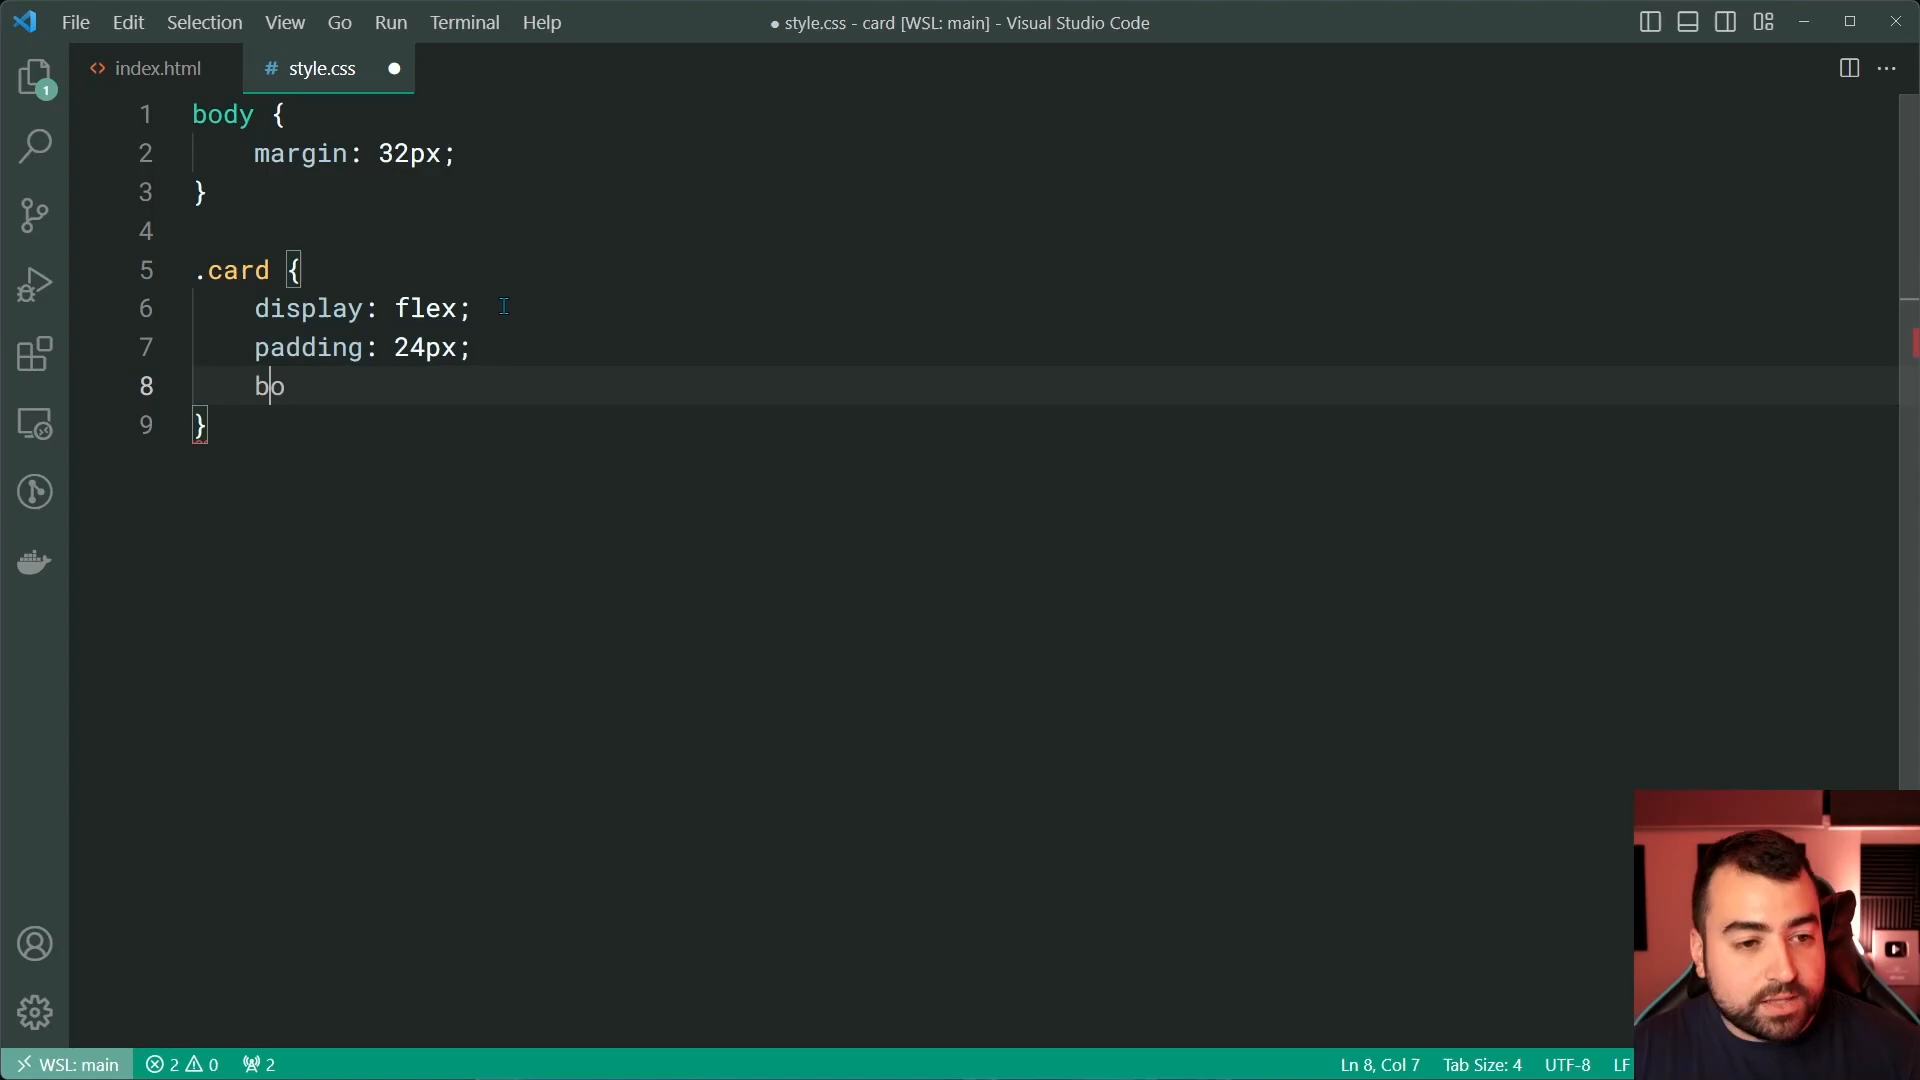 File Edit Selection View Go Run Terminal Help
● style.css - card [WSL: main] - Visual Studio Code
<> index.html
# style.css ●
1
1 body {
2 margin: 32px;
3 }
4
5 .card {
6 display: flex;
7 padding: 24px;
8 bo
9 }
WSL: main 2 0 2
Ln 8, Col 7 Tab Size: 4 UTF-8 LF